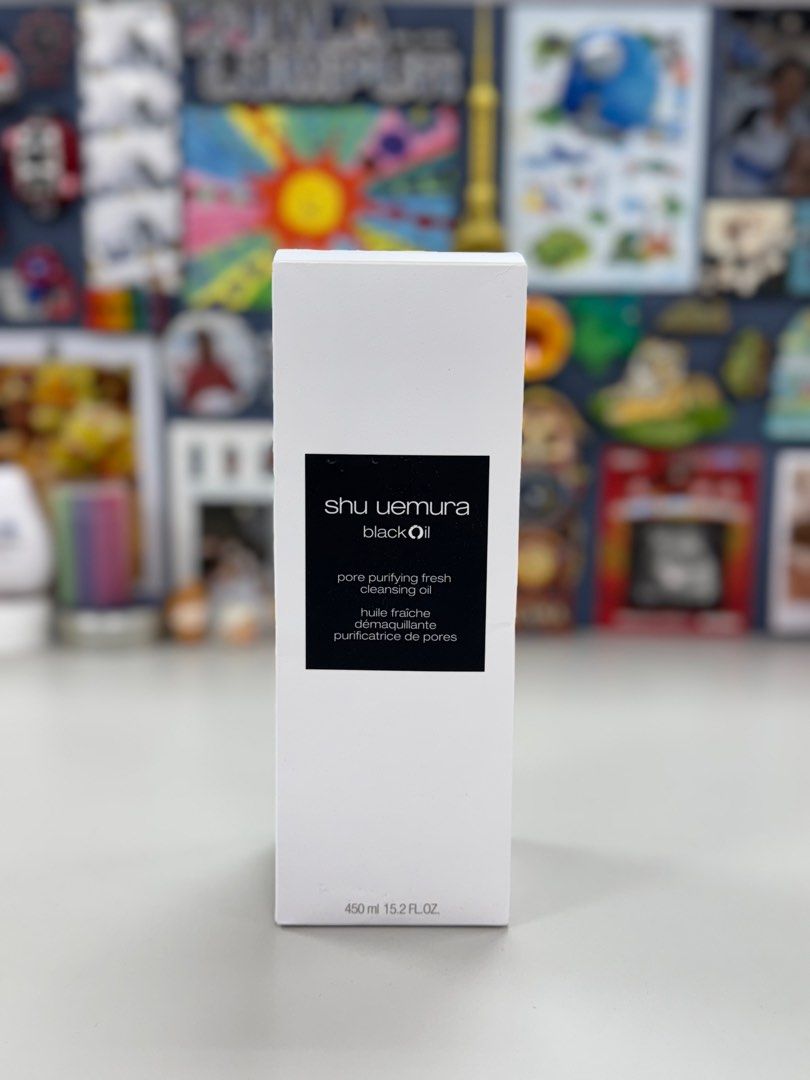 shu uemura
blackOil
pore purifying fresh
cleansing oil
huile fraîche
démaquillante
purificatrice de pores
450 ml 15.2 FL.OZ.